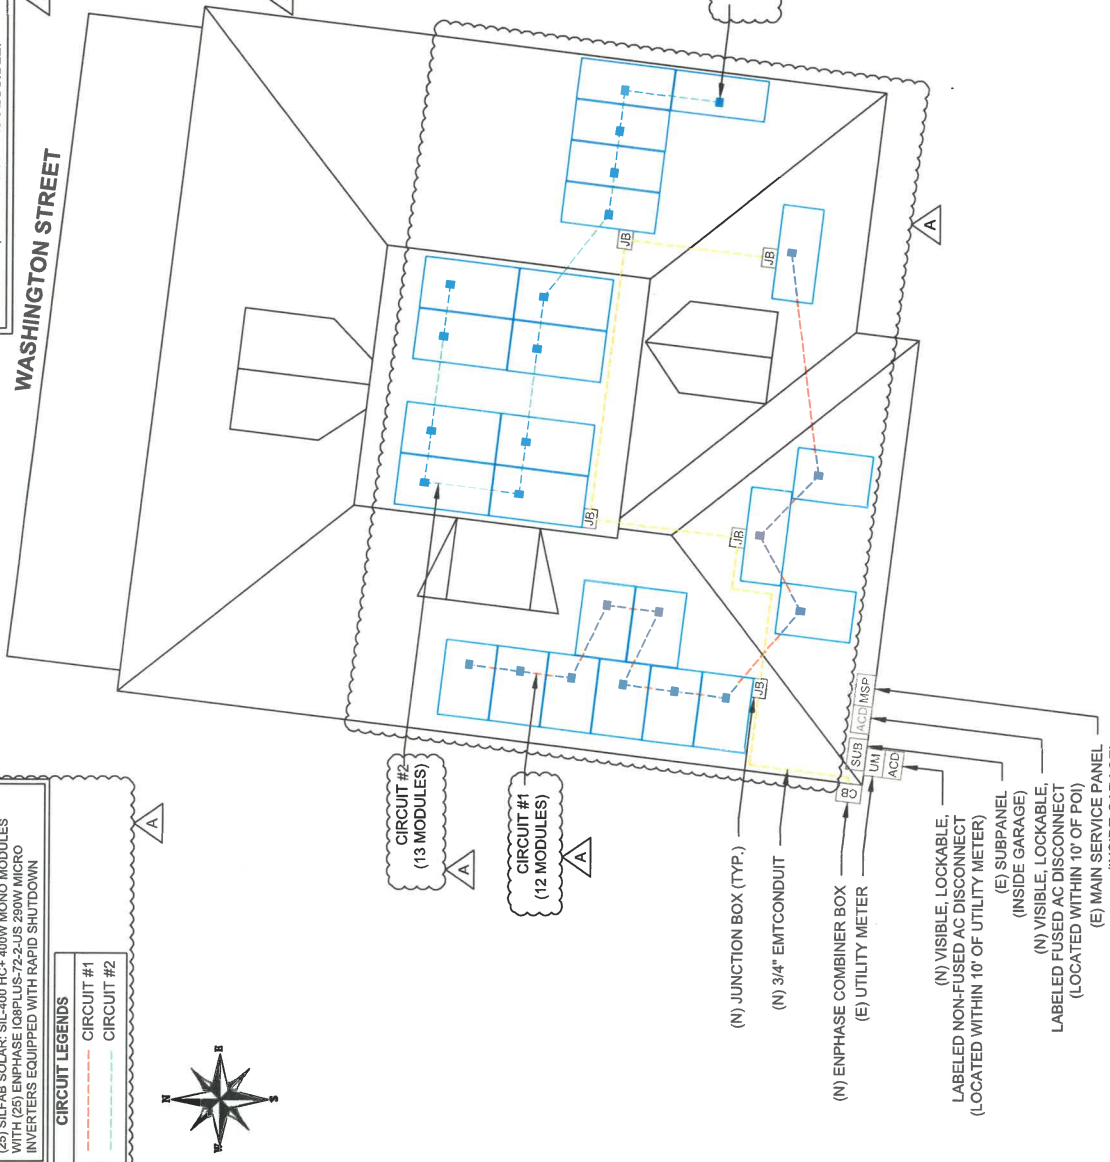 WASHINGTON STREET
(25) SILFAB SOLAR: SIL-400 HC+ 400W MONO MODULES
WITH (25) ENPHASE IQ8PLUS-72-2-US 290W MICRO
INVERTERS EQUIPPED WITH RAPID SHUTDOWN
CIRCUIT LEGENDS
CIRCUIT #1
CIRCUIT #2
N
E
S
W
A
A
JB
JB
JB
JB
JB
CIRCUIT #2
(13 MODULES)
A
CIRCUIT #1
(12 MODULES)
A
CB
SUB
ACD
MSP
UM
ACD
(N) JUNCTION BOX (TYP.)
(N) 3/4" EMTCONDUIT
(N) ENPHASE COMBINER BOX
(E) UTILITY METER
(N) VISIBLE, LOCKABLE,
LABELED NON-FUSED AC DISCONNECT
(LOCATED WITHIN 10' OF UTILITY METER)
(E) SUBPANEL
(INSIDE GARAGE)
(N) VISIBLE, LOCKABLE,
LABELED FUSED AC DISCONNECT
(LOCATED WITHIN 10' OF POI)
(E) MAIN SERVICE PANEL